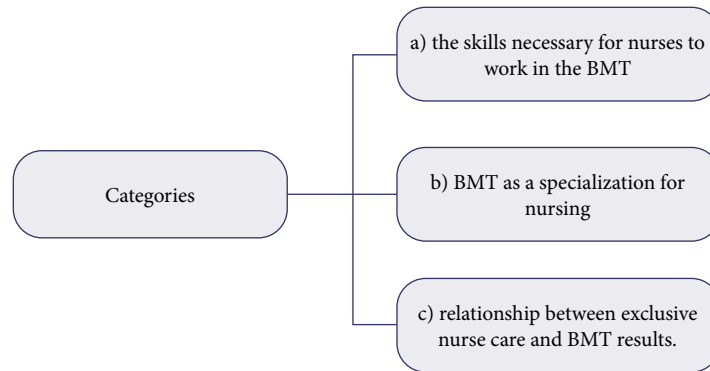 a) the skills necessary for nurses to
work in the BMT
Categories
b) BMT as a specialization for
nursing
c) relationship between exclusive
nurse care and BMT results.